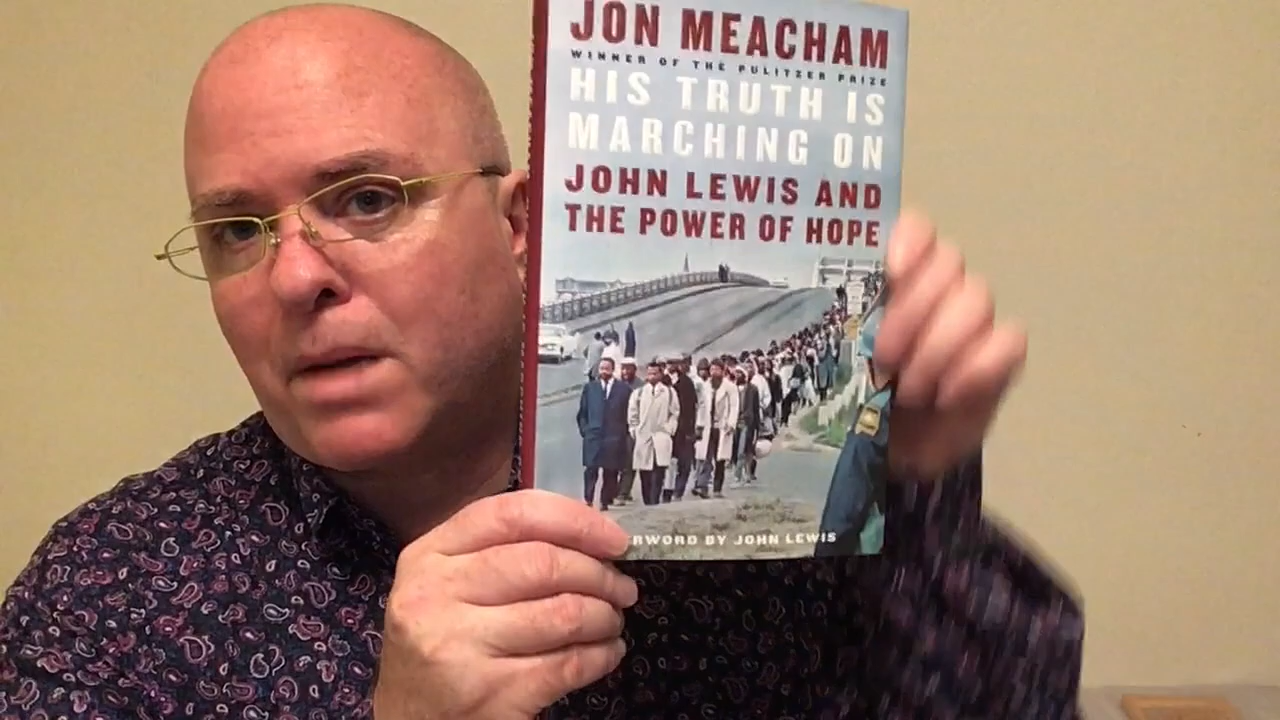 JON MEACHAM
WINNER OF THE PULITZER PRIZE
HIS TRUTH IS
MARCHING ON
JOHN LEWIS AND
THE POWER OF HOPE
ERWORD BY JOHN LEWIS